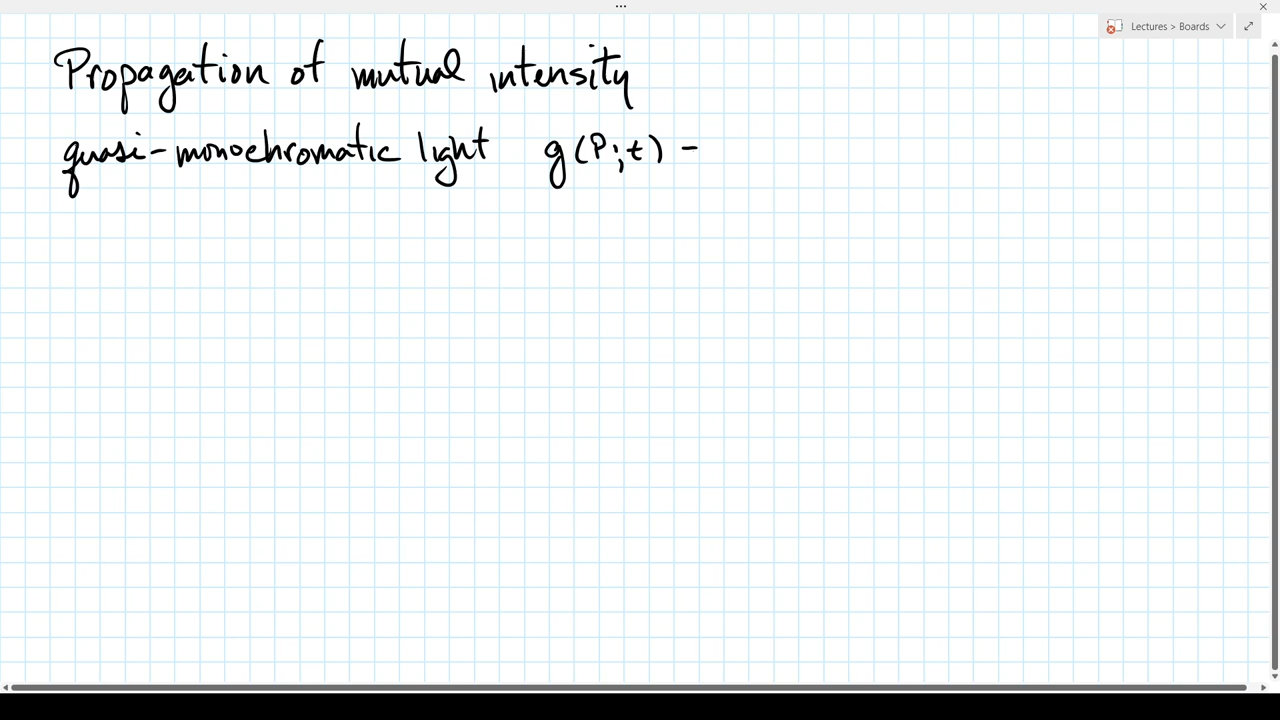 Lectures > Boards
Propagation of mutual intensity
quasi-monochromatic light g(P;t) -